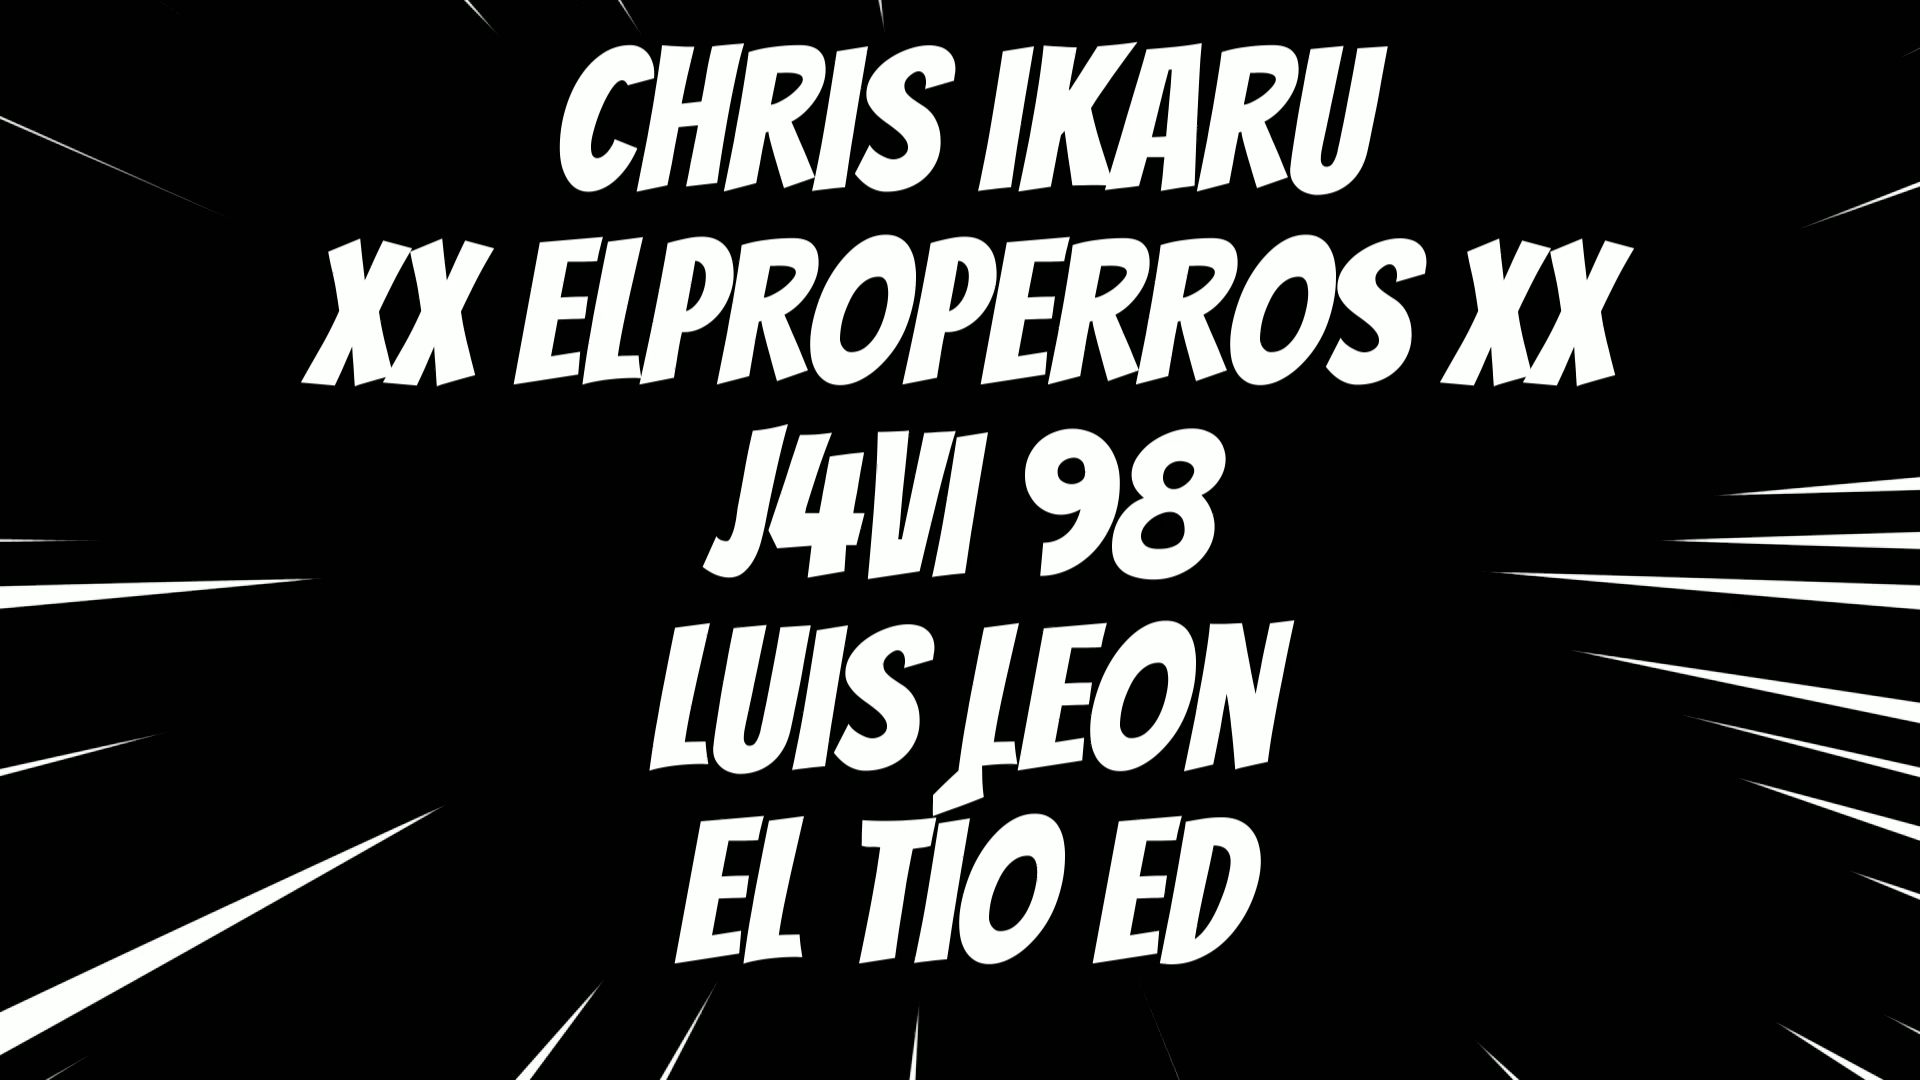 CHRIS IKARU
XX ELPROPERROS XX
J4VI 98
LUIS LEON
EL TÍO ED